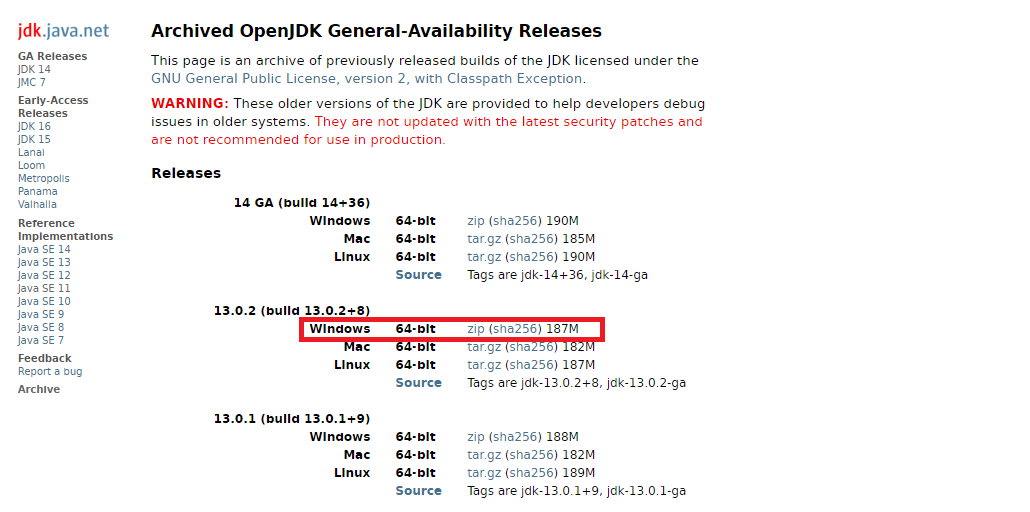 jdk.java.net
GA Releases
JDK 14
JMC 7
Early-Access
Releases
JDK 16
JDK 15
Lanai
Loom
Metropolis
Panama
Valhalla
Reference
Implementations
Java SE 14
Java SE 13
Java SE 12
Java SE 11
Java SE 10
Java SE 9
Java SE 8
Java SE 7
Feedback
Report a bug
Archive
Archived OpenJDK General-Availability Releases
This page is an archive of previously released builds of the JDK licensed under the
GNU General Public License, version 2, with Classpath Exception.
WARNING: These older versions of the JDK are provided to help developers debug
issues in older systems. They are not updated with the latest security patches and
are not recommended for use in production.
Releases
14 GA (build 14+36)
Windows 64-bit zip (sha256) 190M
Mac 64-bit tar.gz (sha256) 185M
Linux 64-bit tar.gz (sha256) 190M
Source Tags are jdk-14+36, jdk-14-ga
13.0.2 (build 13.0.2+8)
Windows 64-bit zip (sha256) 187M
Mac 64-bit tar.gz (sha256) 182M
Linux 64-bit tar.gz (sha256) 187M
Source Tags are jdk-13.0.2+8, jdk-13.0.2-ga
13.0.1 (build 13.0.1+9)
Windows 64-bit zip (sha256) 188M
Mac 64-bit tar.gz (sha256) 182M
Linux 64-bit tar.gz (sha256) 189M
Source Tags are jdk-13.0.1+9, jdk-13.0.1-ga